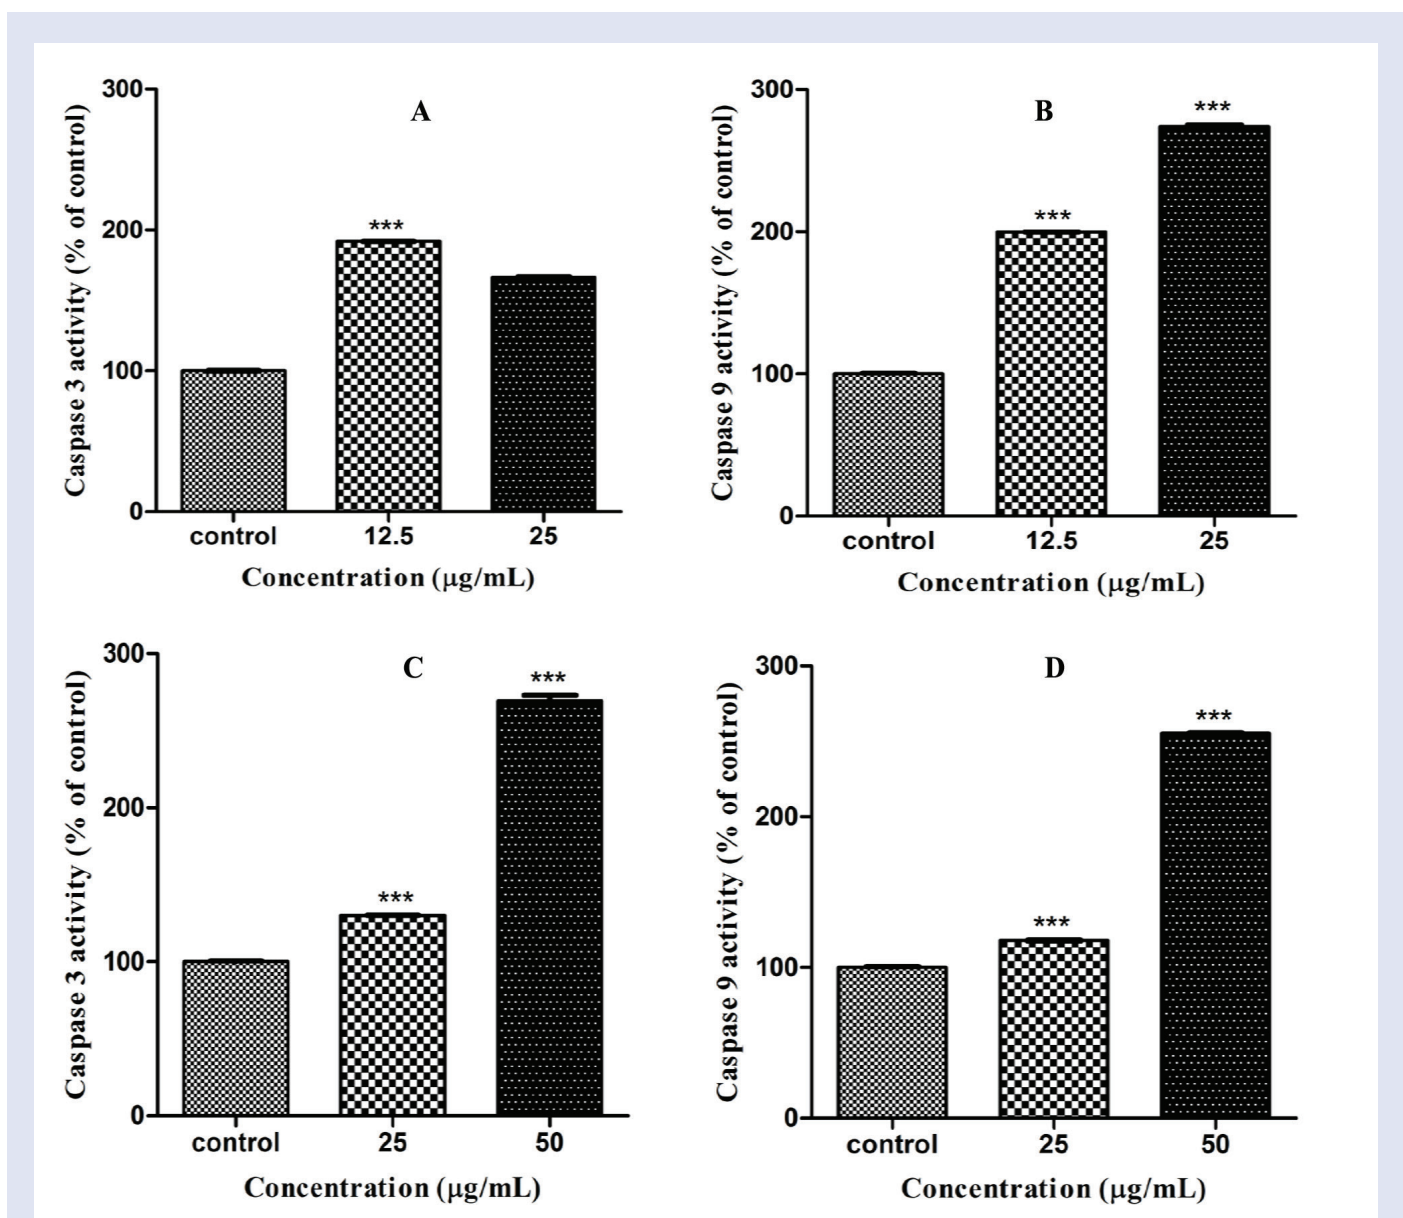 A
Caspase 3 activity (% of control)
300
200
100
0
***
control 12.5 25
Concentration (μg/mL)
B
Caspase 9 activity (% of control)
300
200
100
0
***
***
control 12.5 25
Concentration (μg/mL)
C
Caspase 3 activity (% of control)
300
200
100
0
***
***
control 25 50
Concentration (μg/mL)
D
Caspase 9 activity (% of control)
300
200
100
0
***
***
control 25 50
Concentration (μg/mL)